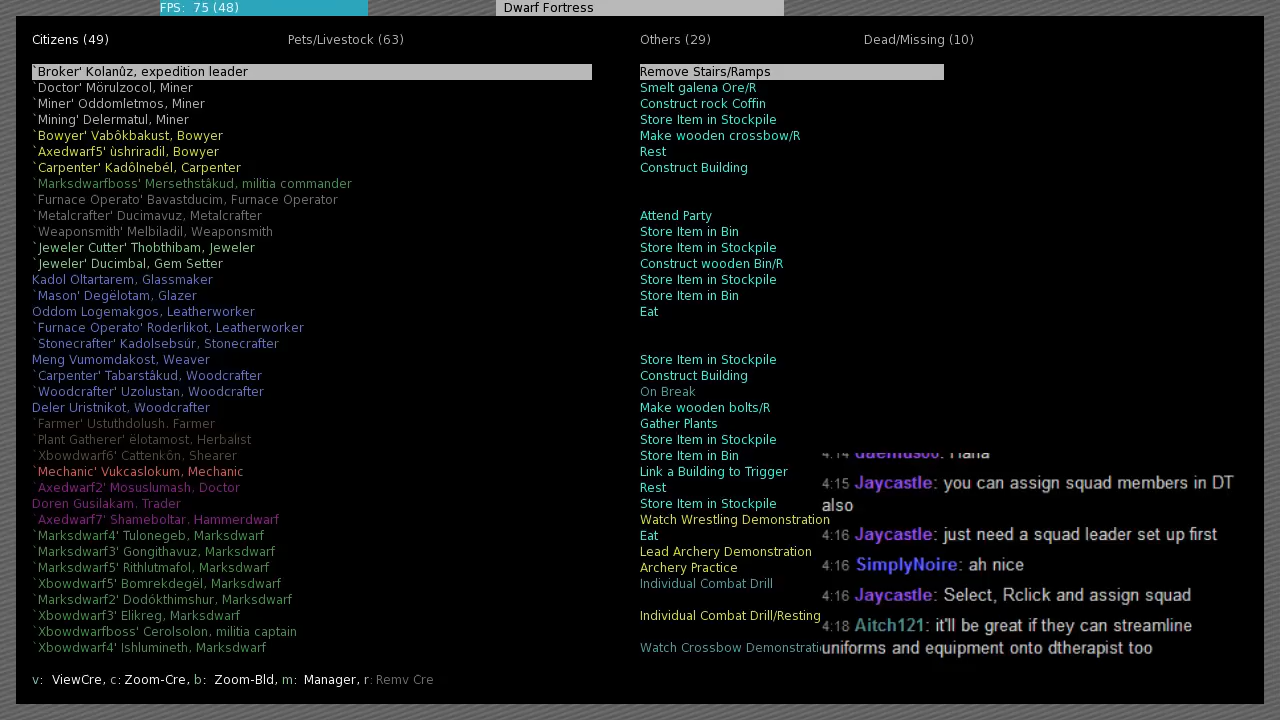 FPS: 75 (48) Dwarf Fortress
Citizens (49) Pets/Livestock (63) Others (29) Dead/Missing (10)
`Broker' Kolanûz, expedition leader Remove Stairs/Ramps
`Doctor' Mörulzocol, Miner Smelt galena Ore/R
`Miner' Oddomletmos, Miner Construct rock Coffin
`Mining' Delermatul, Miner Store Item in Stockpile
`Bowyer' Vabôkbakust, Bowyer Make wooden crossbow/R
`Axedwarf5' ùshriradil, Bowyer Rest
`Carpenter' Kadôlnebél, Carpenter Construct Building
`Marksdwarfboss' Mersethstâkud, militia commander
`Furnace Operato' Bavastducim, Furnace Operator
`Metalcrafter' Ducimavuz, Metalcrafter Attend Party
`Weaponsmith' Melbiladil, Weaponsmith Store Item in Bin
`Jeweler Cutter' Thobthibam, Jeweler Store Item in Stockpile
`Jeweler' Ducimbal, Gem Setter Construct wooden Bin/R
Kadol Oltartarem, Glassmaker Store Item in Stockpile
`Mason' Degëlotam, Glazer Store Item in Bin
Oddom Logemakgos, Leatherworker Eat
`Furnace Operato' Roderlikot, Leatherworker
`Stonecrafter' Kadolsebsúr, Stonecrafter
Meng Vumomdakost, Weaver Store Item in Stockpile
`Carpenter' Tabarstâkud, Woodcrafter Construct Building
`Woodcrafter' Uzolustan, Woodcrafter On Break
Deler Uristnikot, Woodcrafter Make wooden bolts/R
`Farmer' Ustuthdolush, Farmer Gather Plants
`Plant Gatherer' ëlotamost, Herbalist Store Item in Stockpile
`Xbowdwarf6' Cattenkôn, Shearer Store Item in Bin
`Mechanic' Vukcaslokum, Mechanic Link a Building to Trigger
`Axedwarf2' Mosuslumash, Doctor Rest
Doren Gusilakam, Trader Store Item in Stockpile
`Axedwarf7' Shameboltar, Hammerdwarf Watch Wrestling Demonstration
`Marksdwarf4' Tulonegeb, Marksdwarf Eat
`Marksdwarf3' Gongithavuz, Marksdwarf Lead Archery Demonstration
`Marksdwarf5' Rithlutmafol, Marksdwarf Archery Practice
`Xbowdwarf5' Bomrekdegël, Marksdwarf Individual Combat Drill
`Marksdwarf2' Dodókthimshur, Marksdwarf
`Xbowdwarf3' Elikreg, Marksdwarf Individual Combat Drill/Resting
`Xbowdwarfboss' Cerolsolon, militia captain
`Xbowdwarf4' Ishlumineth, Marksdwarf Watch Crossbow Demonstrati
v: ViewCre, c: Zoom-Cre, b: Zoom-Bld, m: Manager, r: Remv Cre
4:15 Jaycastle: you can assign squad members in DT
also
4:16 Jaycastle: just need a squad leader set up first
4:16 SimplyNoire: ah nice
4:16 Jaycastle: Select, Rclick and assign squad
4:18 Aitch121: it'll be great if they can streamline
uniforms and equipment onto dtherapist too